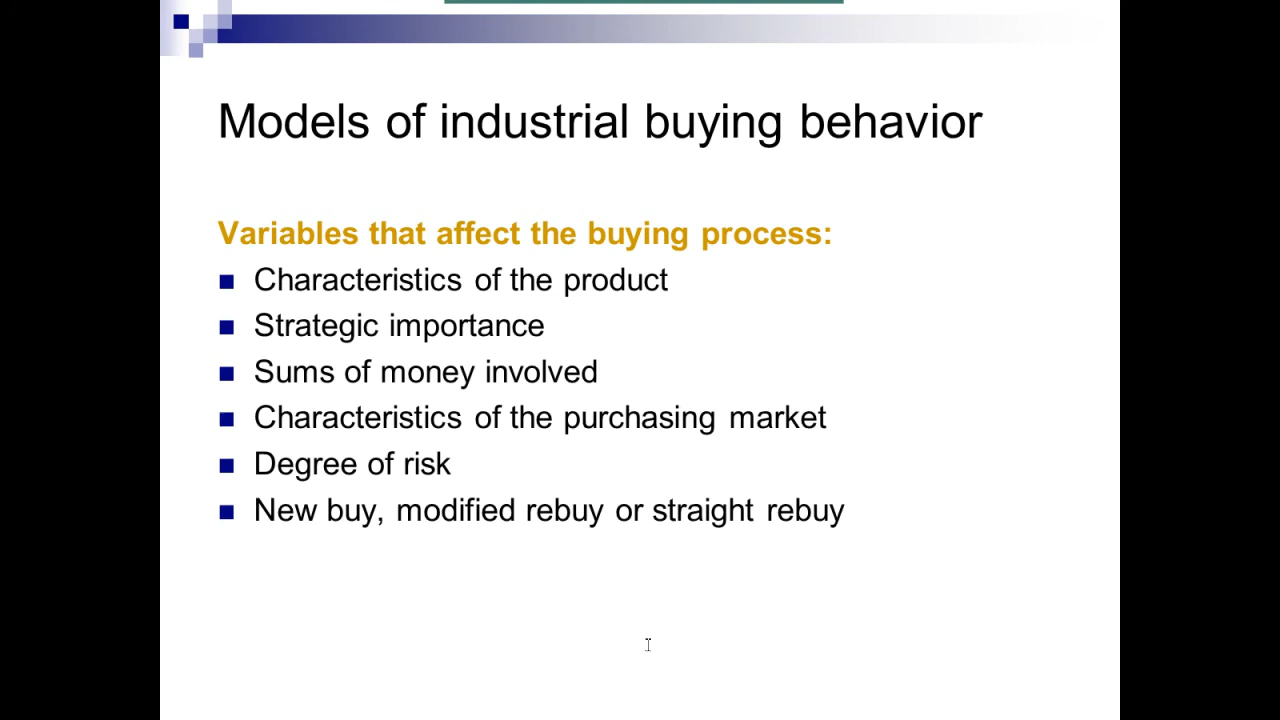 Models of industrial buying behavior
Variables that affect the buying process:
Characteristics of the product
Strategic importance
Sums of money involved
Characteristics of the purchasing market
Degree of risk
New buy, modified rebuy or straight rebuy